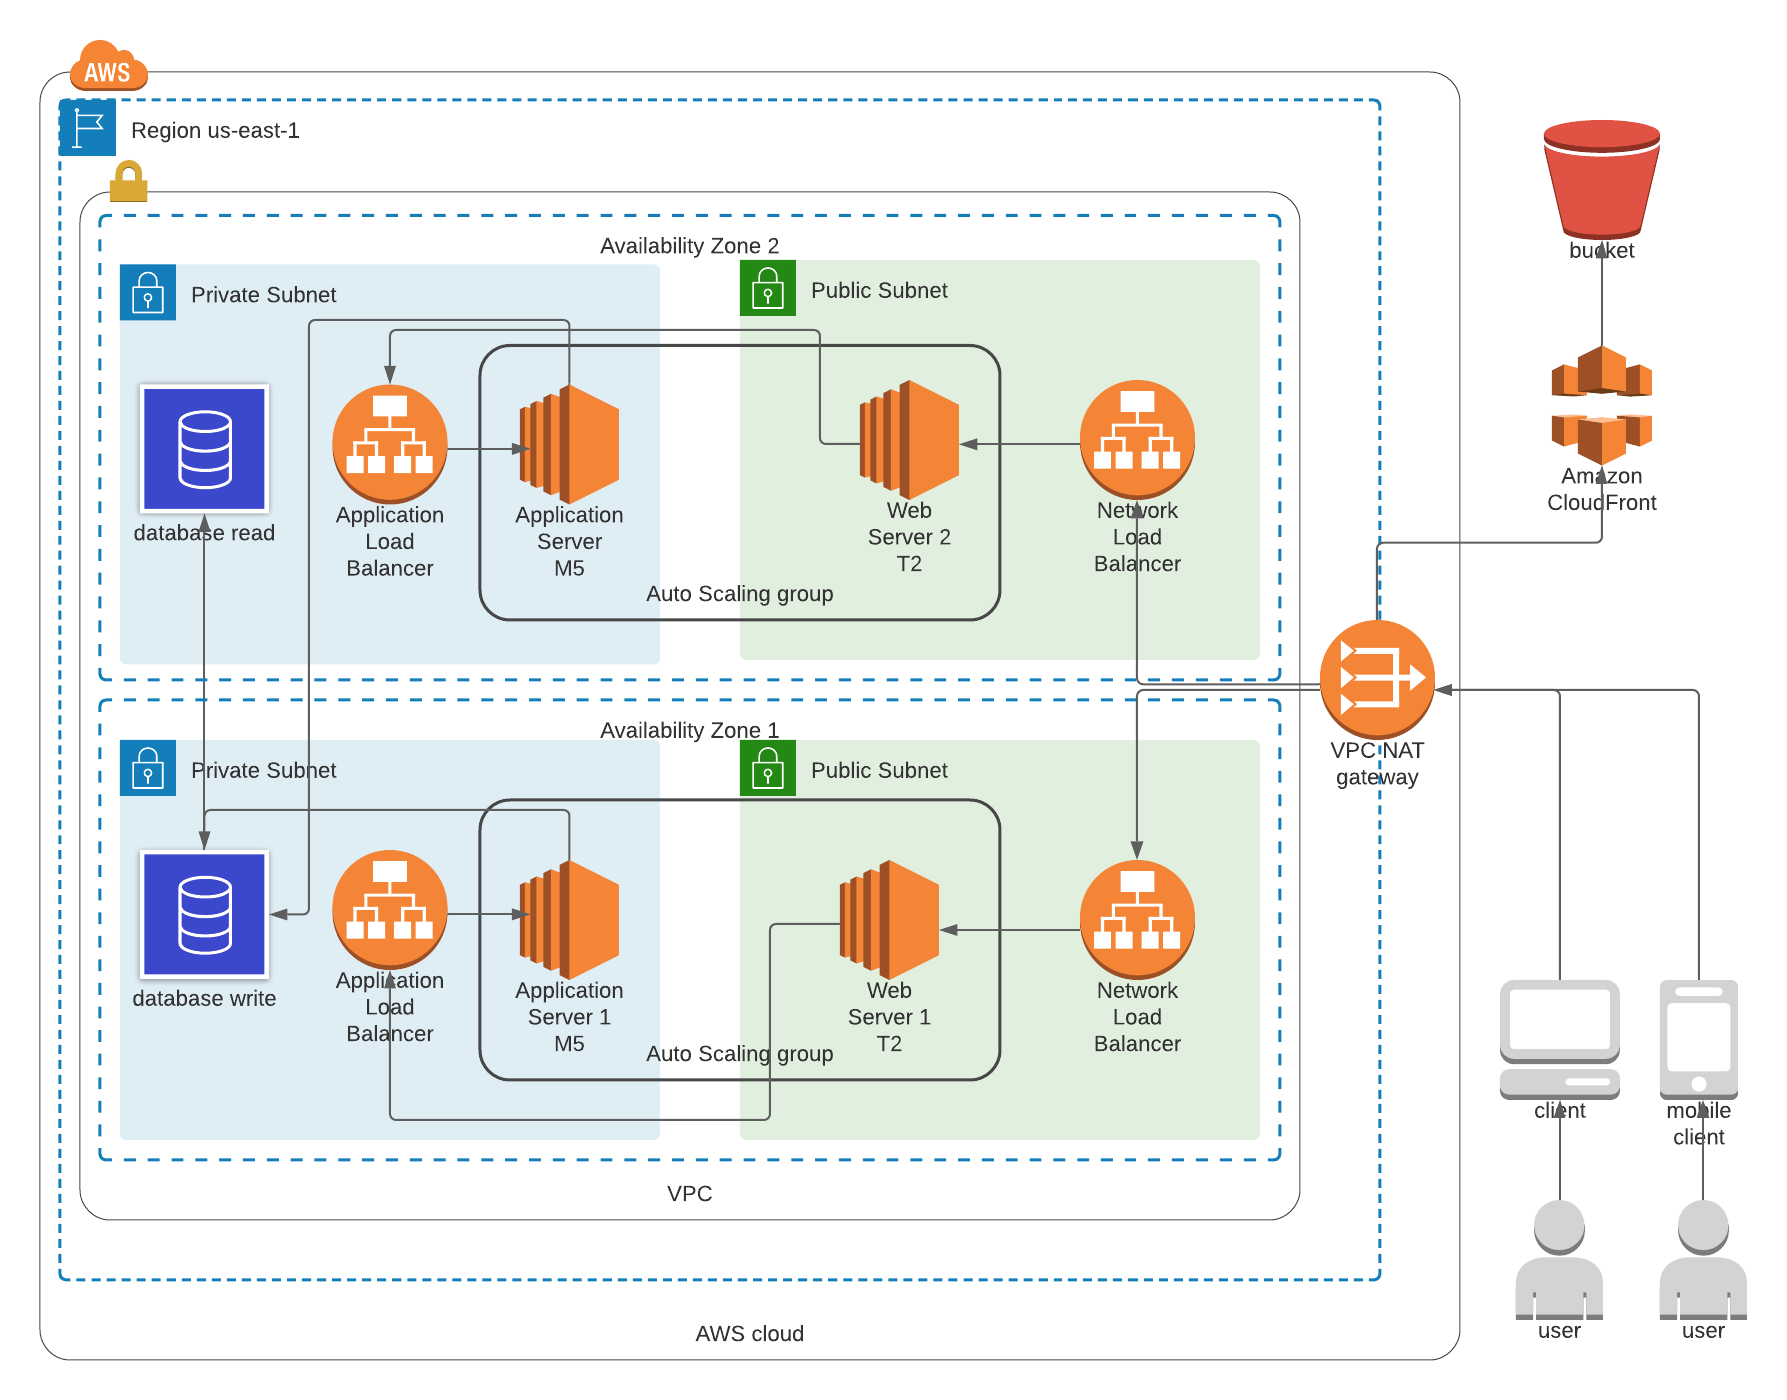 AWS
Region us-east-1
Availability Zone 2
Private Subnet
Public Subnet
database read
Application
Load
Balancer
Application
Server
M5
Web
Server 2
T2
Network
Load
Balancer
Auto Scaling group
Availability Zone 1
Private Subnet
Public Subnet
database write
Application
Load
Balancer
Application
Server 1
M5
Web
Server 1
T2
Network
Load
Balancer
Auto Scaling group
VPC
AWS cloud
bucket
Amazon
CloudFront
VPC NAT
gateway
client
mobile
client
user
user